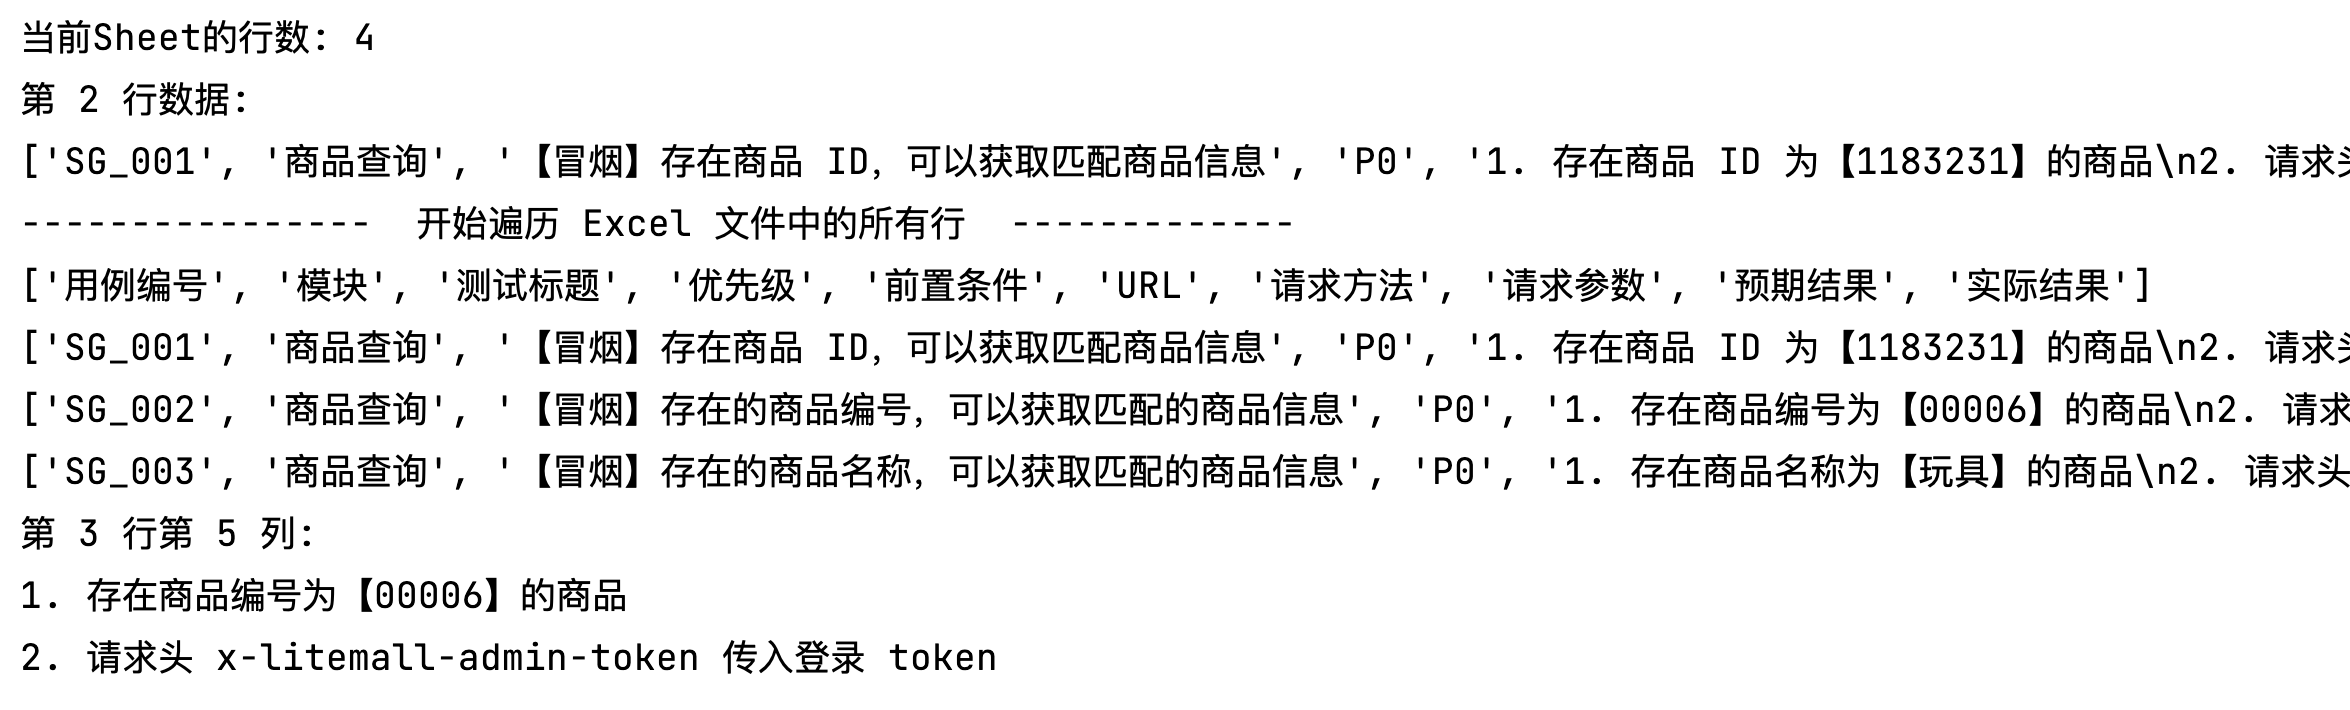 当前Sheet的行数: 4
第 2 行数据:
['SG_001', '商品查询', '【冒烟】存在商品 ID，可以获取匹配商品信息', 'P0', '1. 存在商品 ID 为【1183231】的商品\n2. 请求
---------------- 开始遍历 Excel 文件中的所有行 -------------
['用例编号', '模块', '测试标题', '优先级', '前置条件', 'URL', '请求方法', '请求参数', '预期结果', '实际结果']
['SG_001', '商品查询', '【冒烟】存在商品 ID，可以获取匹配商品信息', 'P0', '1. 存在商品 ID 为【1183231】的商品\n2. 请求
['SG_002', '商品查询', '【冒烟】存在的商品编号，可以获取匹配的商品信息', 'P0', '1. 存在商品编号为【00006】的商品\n2. 请求
['SG_003', '商品查询', '【冒烟】存在的商品名称，可以获取匹配的商品信息', 'P0', '1. 存在商品名称为【玩具】的商品\n2. 请求头
第 3 行第 5 列:
1. 存在商品编号为【00006】的商品
2. 请求头 x-litemall-admin-token 传入登录 token